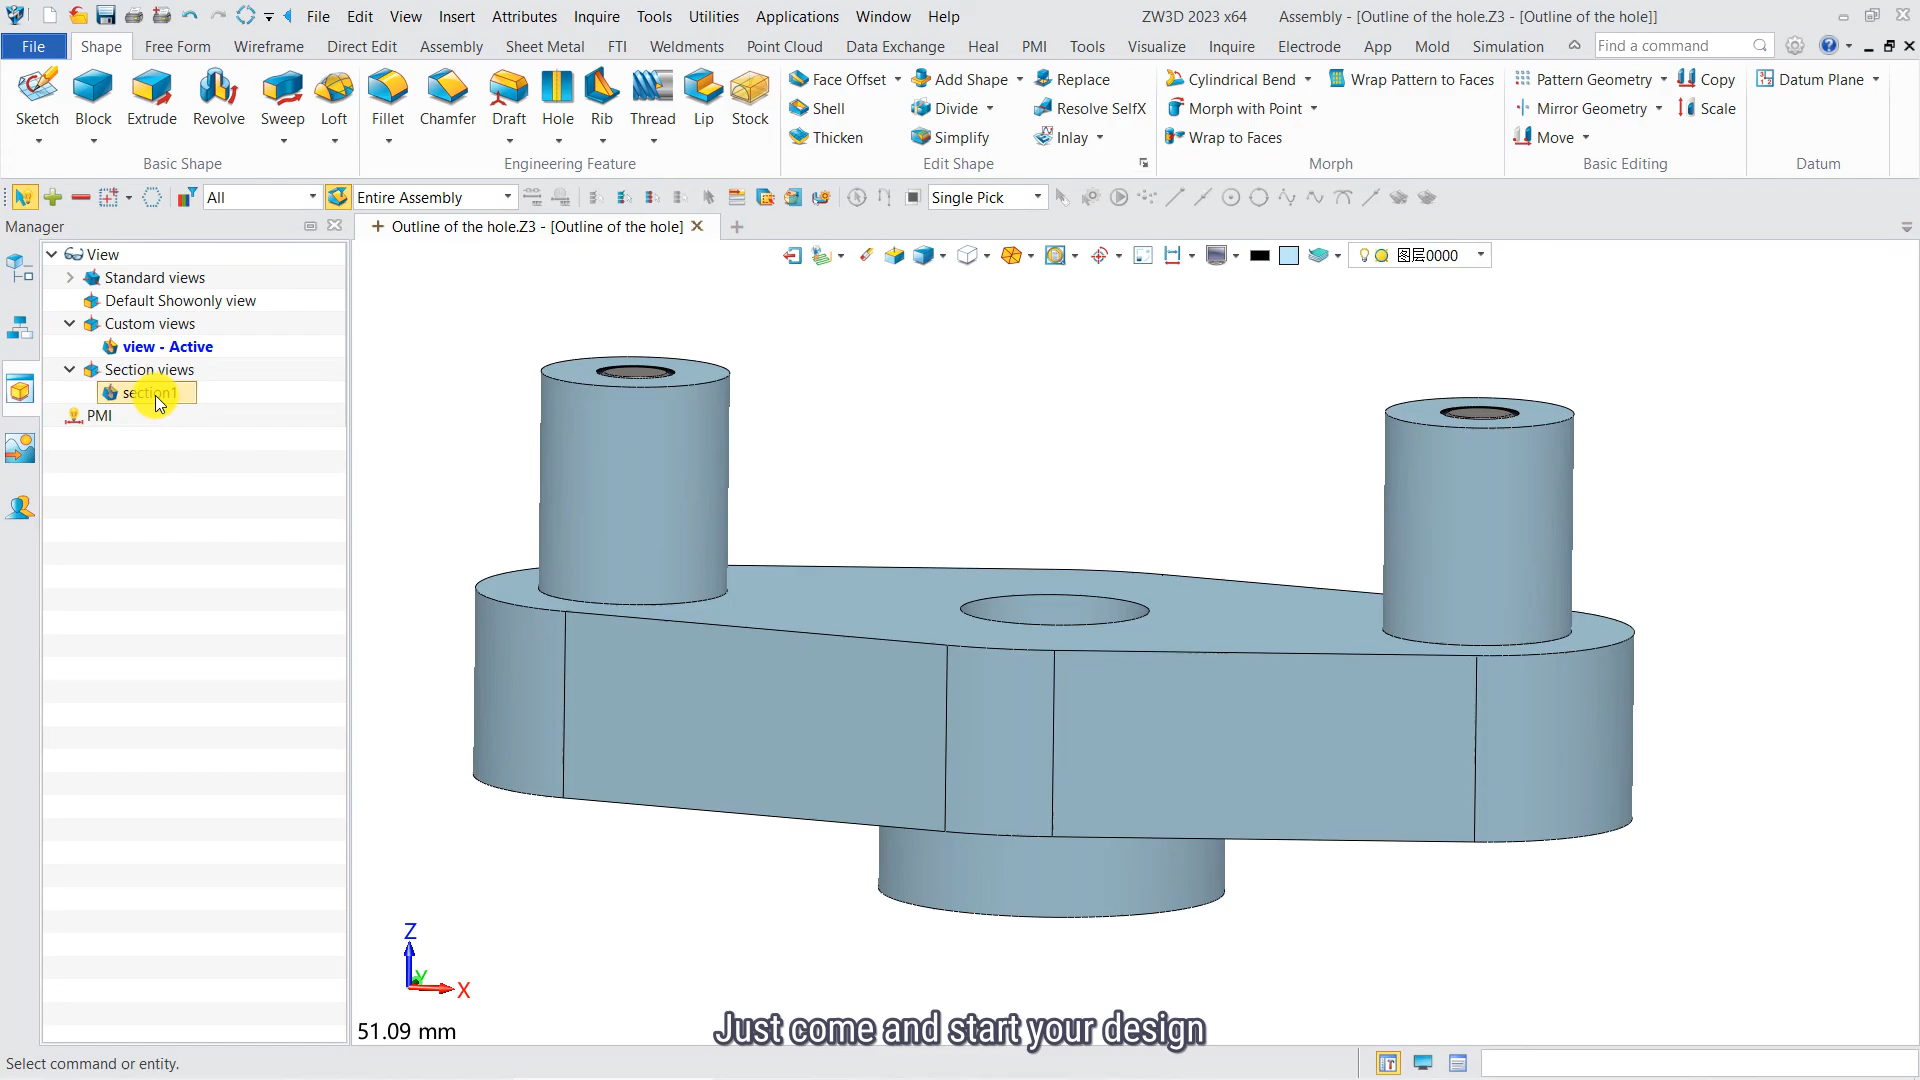 File Edit View Insert Attributes Inquire Tools Utilities Applications Window Help ZW3D 2023 x64 Assembly - [Outline of the hole.Z3 - [Outline of the hole]]
File Shape Free Form Wireframe Direct Edit Assembly Sheet Metal FTI Weldments Point Cloud Data Exchange Heal PMI Tools Visualize Inquire Electrode App Mold Simulation Find a command
Face Offset Add Shape Replace Cylindrical Bend Wrap Pattern to Faces Pattern Geometry Copy Datum Plane
Sketch Block Extrude Revolve Sweep Loft Fillet Chamfer Draft Hole Rib Thread Lip Stock Shell Divide Resolve SelfX Morph with Point Mirror Geometry Scale
Thicken Simplify Inlay Wrap to Faces Move
Basic Shape Engineering Feature Edit Shape Morph Basic Editing Datum
All Entire Assembly Single Pick
Manager Outline of the hole.Z3 - [Outline of the hole]
View
图层0000
Standard views
Default Showonly view
Custom views
view - Active
Section views
section1
PMI
Z
Y
X
51.09 mm
Just come and start your design
Select command or entity.